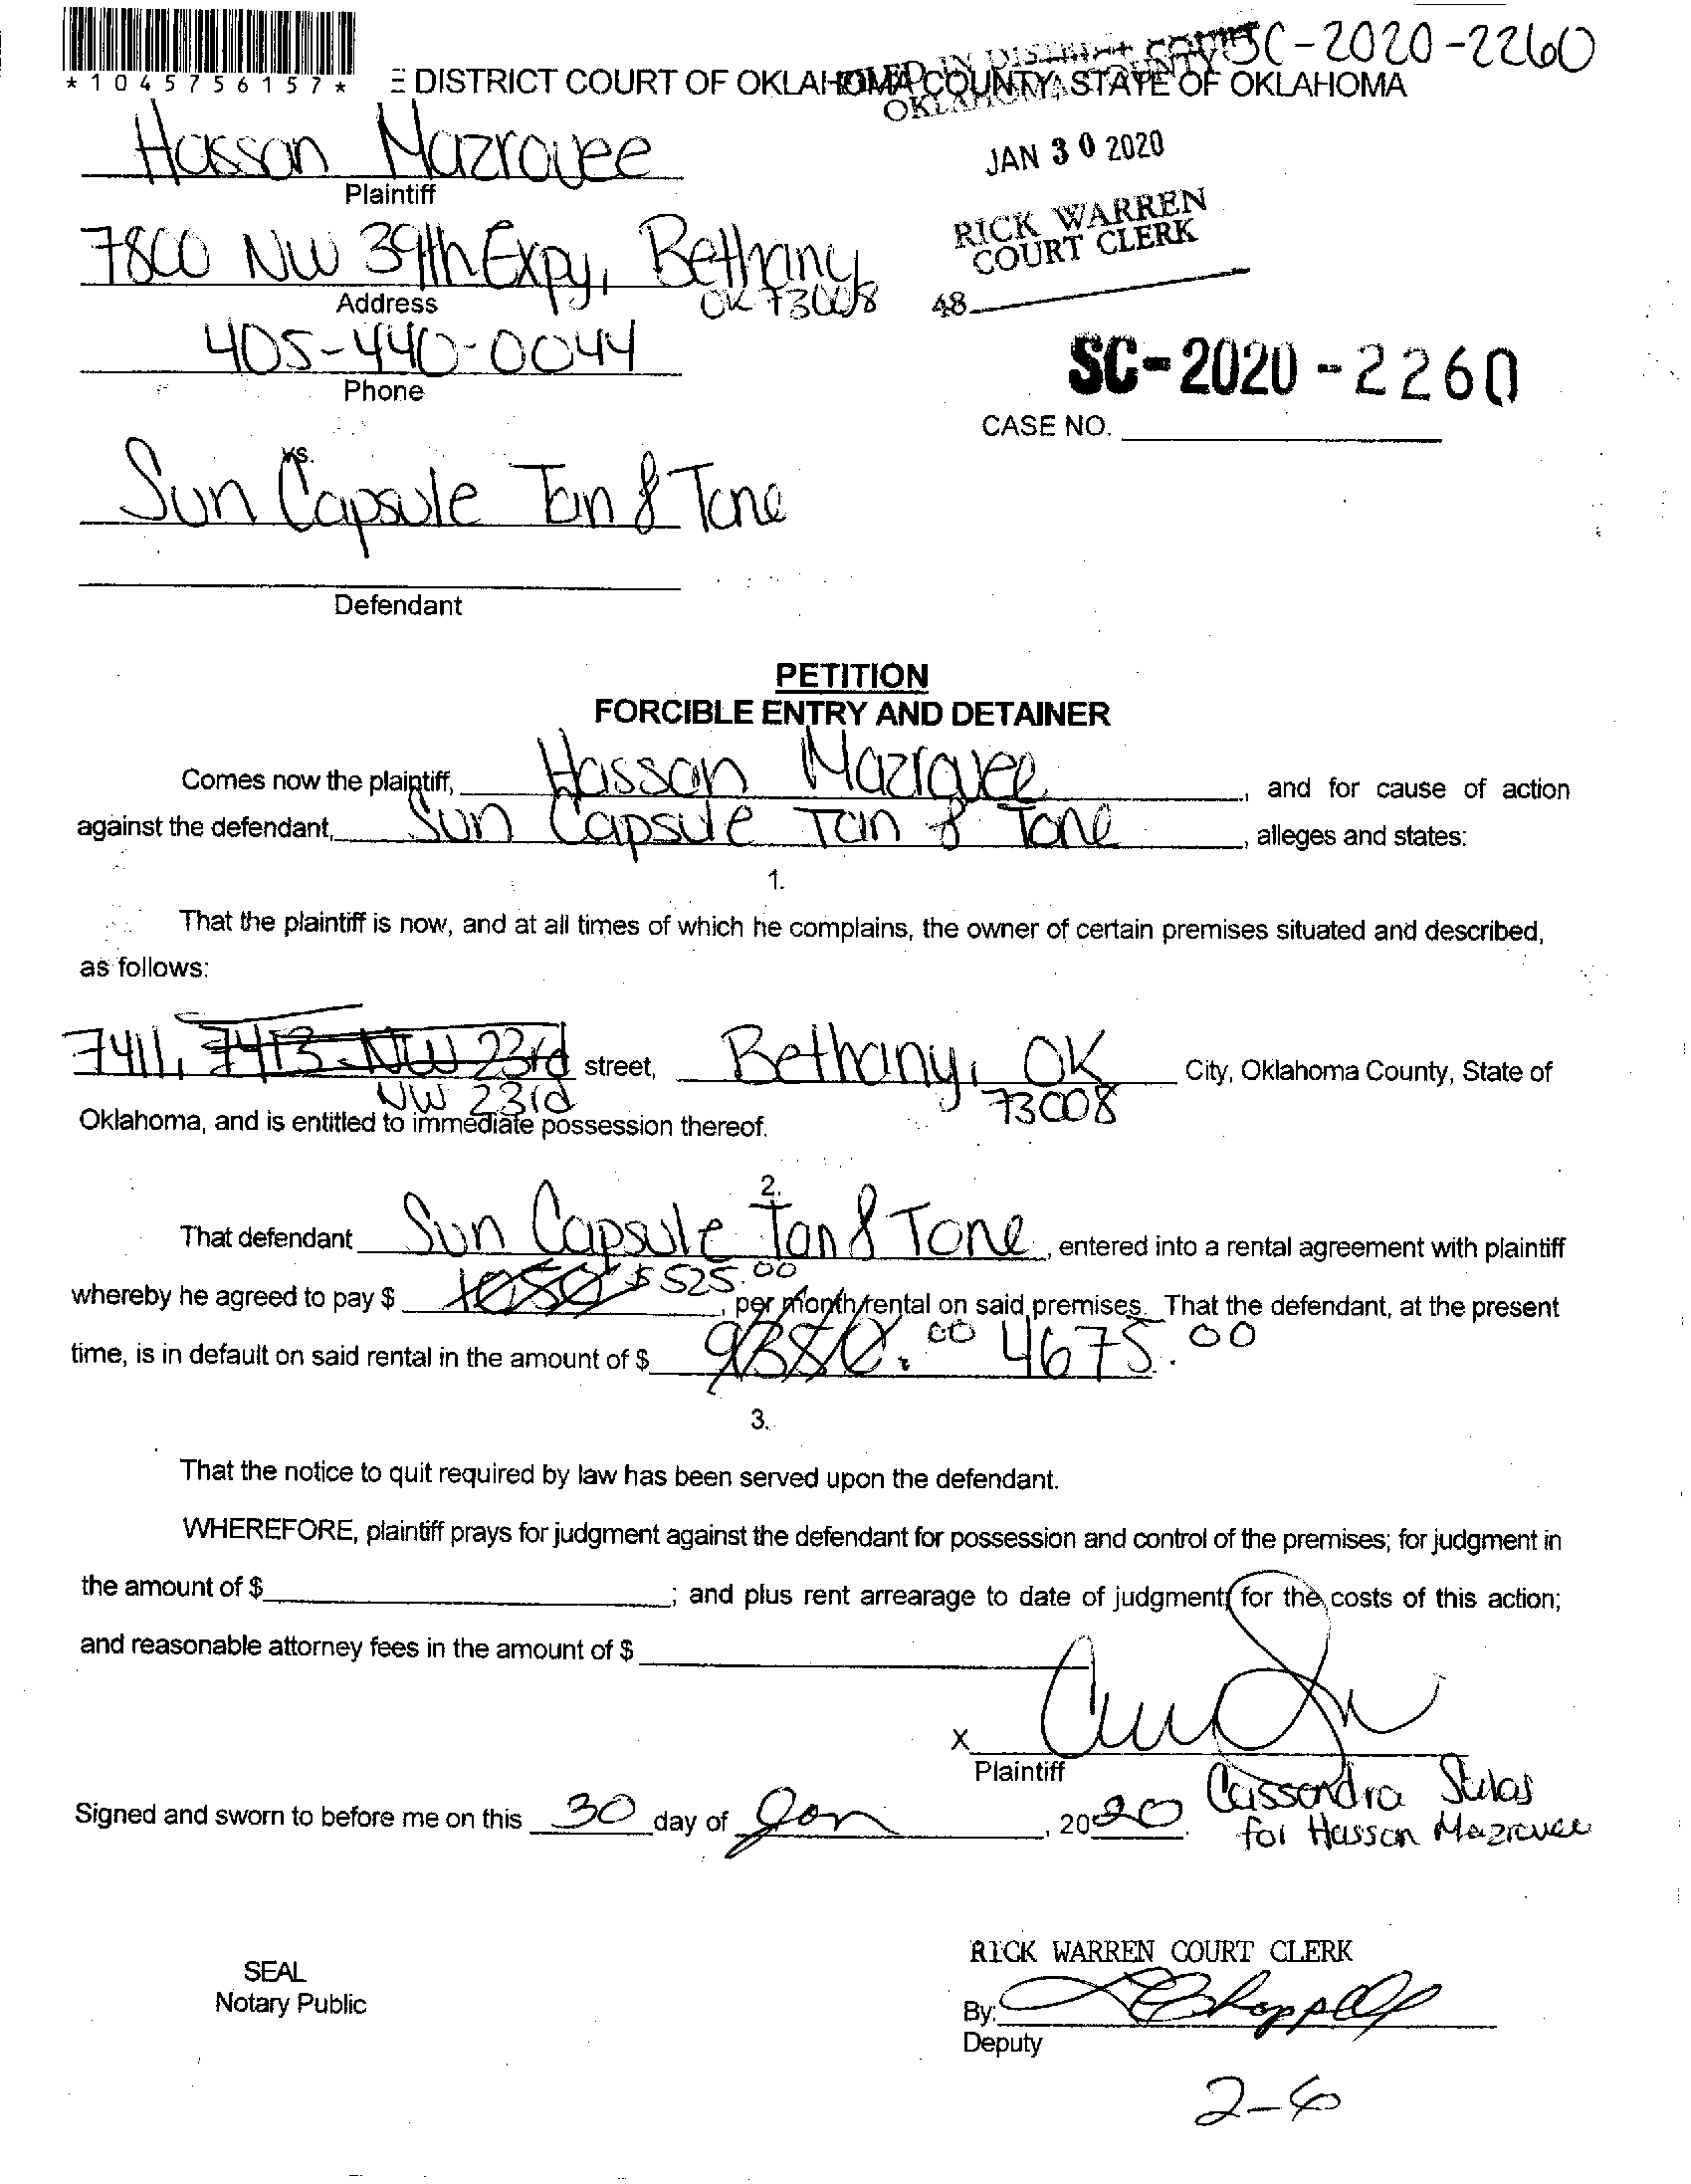 SC-2020-2260
*1045756157*
E DISTRICT COURT OF OKLAHOMA COUNTY STATE OF OKLAHOMA
FILED IN DISTRICT COURT
OKLAHOMA COUNTY
Hassan Mazrouee
JAN 30 2020
Plaintiff
RICK WARREN
COURT CLERK
7800 NW 39th Expy, Bethany
OK 73008
Address
48
405-440-0044
Phone
SC-2020-2260
CASE NO.
vs.
Sun Capsule Tan & Tone
Defendant
PETITION
FORCIBLE ENTRY AND DETAINER
Comes now the plaintiff, Hassan Mazrouee, and for cause of action
against the defendant, Sun Capsule Tan & Tone, alleges and states:
1.
That the plaintiff is now, and at all times of which he complains, the owner of certain premises situated and described,
as follows:
7411, 7413 NW 23rd street, Bethany, OK City, Oklahoma County, State of
NW 23rd 73008
Oklahoma, and is entitled to immediate possession thereof.
2.
That defendant Sun Capsule Tan & Tone, entered into a rental agreement with plaintiff
whereby he agreed to pay $ 1050 $ 525.00, per month rental on said premises. That the defendant, at the present
time, is in default on said rental in the amount of $ .00 4675.00
3.
That the notice to quit required by law has been served upon the defendant.
WHEREFORE, plaintiff prays for judgment against the defendant for possession and control of the premises; for judgment in
the amount of $; and plus rent arrearage to date of judgment; for the costs of this action;
and reasonable attorney fees in the amount of $
X
Plaintiff
Cassondra
for Hassan Mazrouee
Signed and sworn to before me on this 30 day of Jan, 2020.
SEAL
Notary Public
RICK WARREN COURT CLERK
By: Chappell
Deputy
2-6